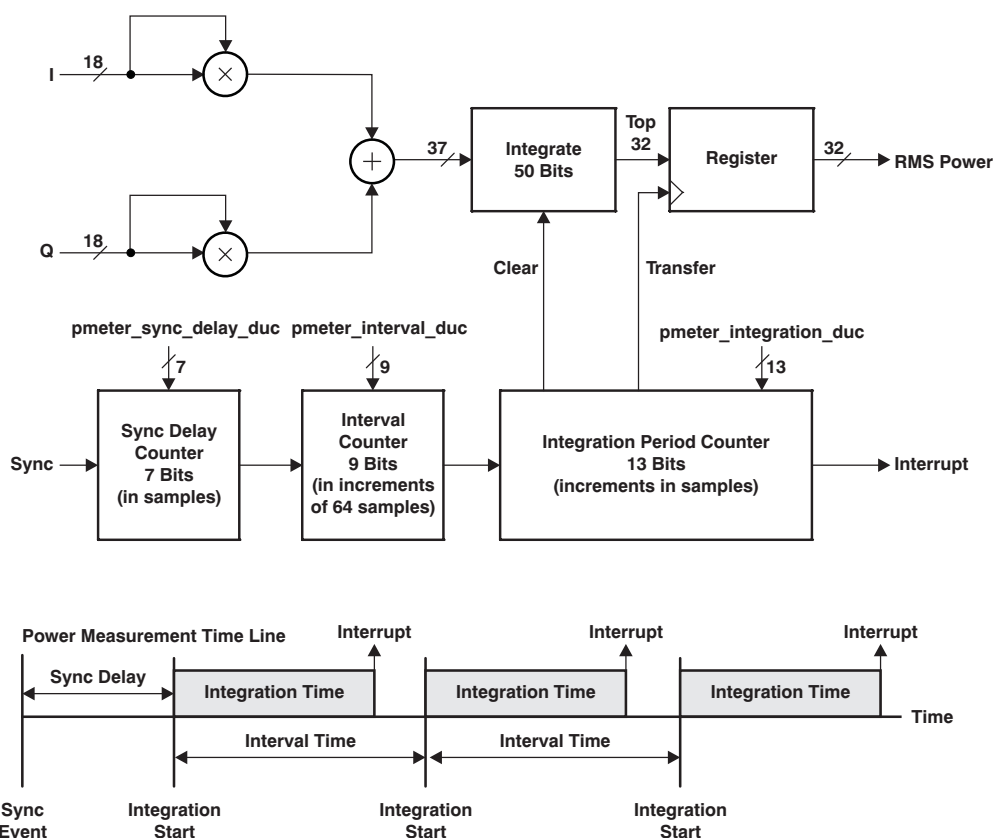 I
18
×
+
37
Integrate
50 Bits
Top
32
Register
32
RMS Power
Q
18
×
Clear
Transfer
pmeter_sync_delay_duc
7
pmeter_interval_duc
9
pmeter_integration_duc
13
Sync
Sync Delay
Counter
7 Bits
(in samples)
Interval
Counter
9 Bits
(in increments
of 64 samples)
Integration Period Counter
13 Bits
(increments in samples)
Interrupt
Power Measurement Time Line
Interrupt
Interrupt
Interrupt
Sync Delay
Integration Time
Integration Time
Integration Time
Time
Interval Time
Interval Time
Sync
Event
Integration
Start
Integration
Start
Integration
Start